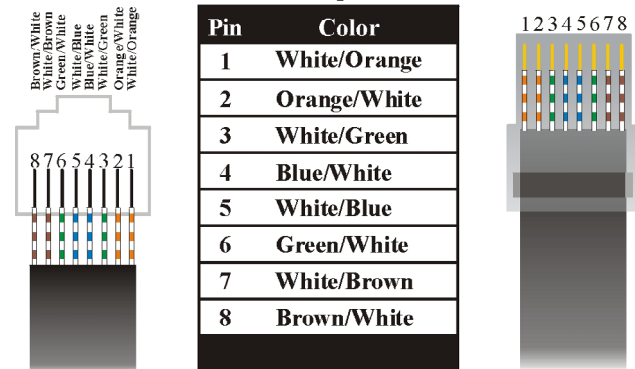 Brown/White
White/Brown
Green/White
White/Blue
Blue/White
White/Green
Orange/White
White/Orange
87654321
Pin Color
1 White/Orange
2 Orange/White
3 White/Green
4 Blue/White
5 White/Blue
6 Green/White
7 White/Brown
8 Brown/White
12345678